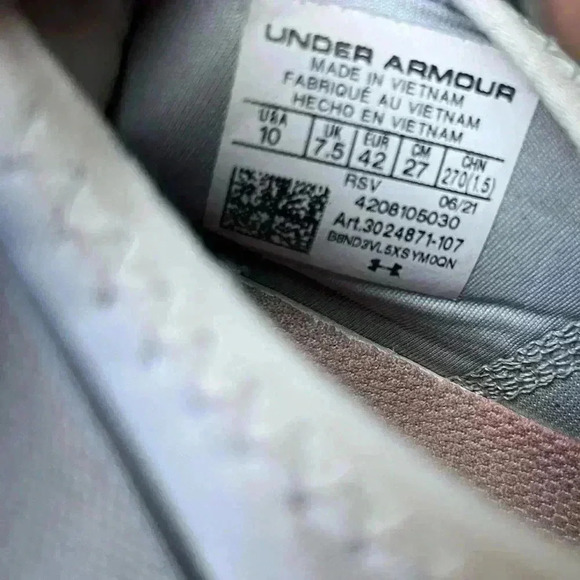 UNDER ARMOUR
MADE IN VIETNAM
FABRIQUÉ AU VIETNAM
HECHO EN VIETNAM
USA UK EUR CM CHN
10 7.5 42 27 270(1.5)
RSV 06/21
4208105030
Art.3024871-107
B8ND3VL5XSYM0QN